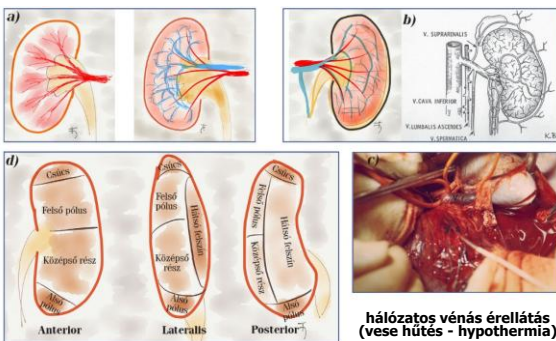 a)
b)
V. SUPRARENALIS
V. CAVA INFERIOR
V. LUMBALIS ASCEDENS
V. SPERMATICA
K.B.
d)
Csúcs
Felső pólus
Középső rész
Alsó pólus
Anterior
Csúcs
Felső pólus
Hátsó felszín
Középső rész
Alsó pólus
Lateralis
Csúcs
Felső pólus
Hátsó felszín
Középső rész
Alsó pólus
Posterior
c)
hálózatos vénás érellátás
(vese hűtés - hypothermia)